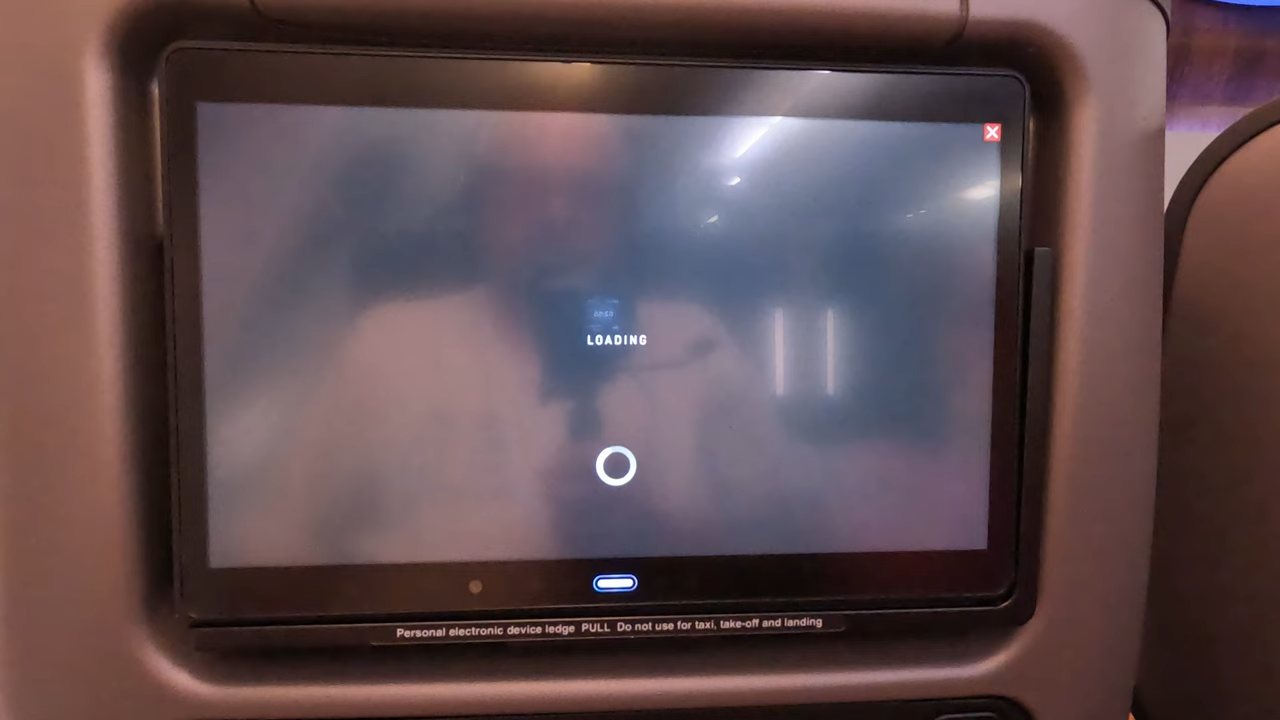 LOADING
Personal electronic device ledge PULL Do not use for taxi, take-off and landing